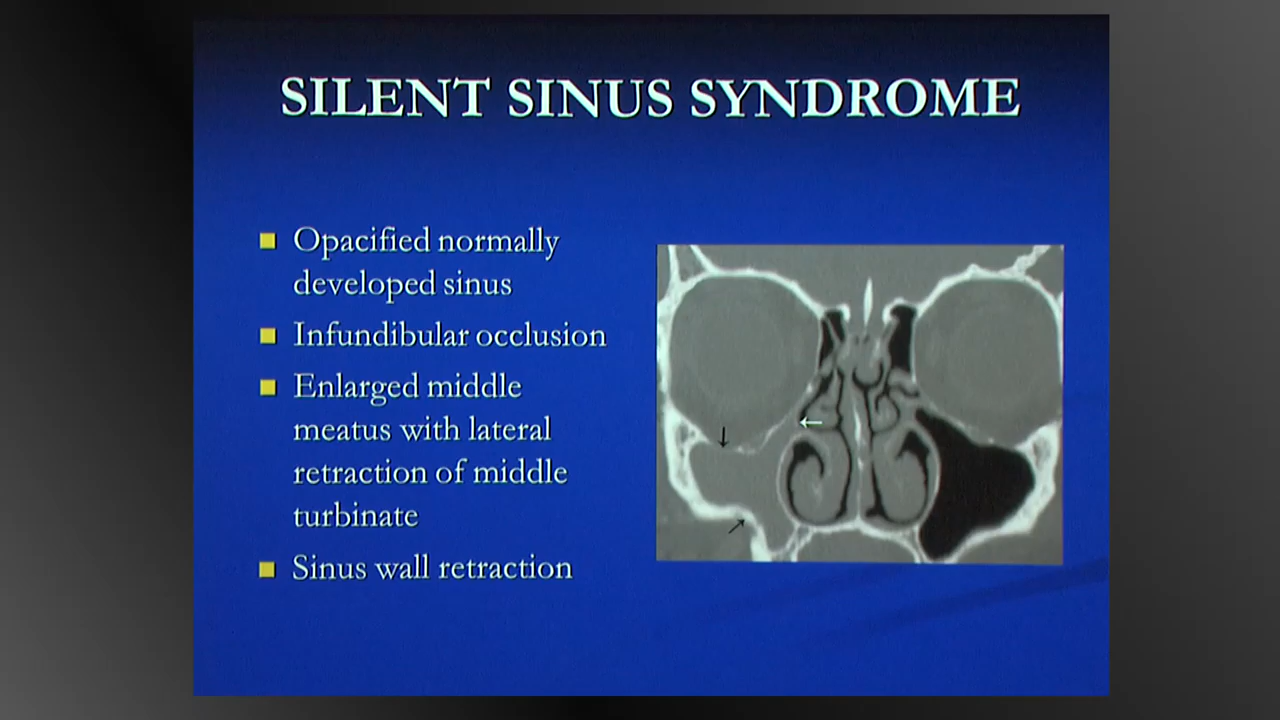 SILENT SINUS SYNDROME
Opacified normally
developed sinus
Infundibular occlusion
Enlarged middle
meatus with lateral
retraction of middle
turbinate
Sinus wall retraction